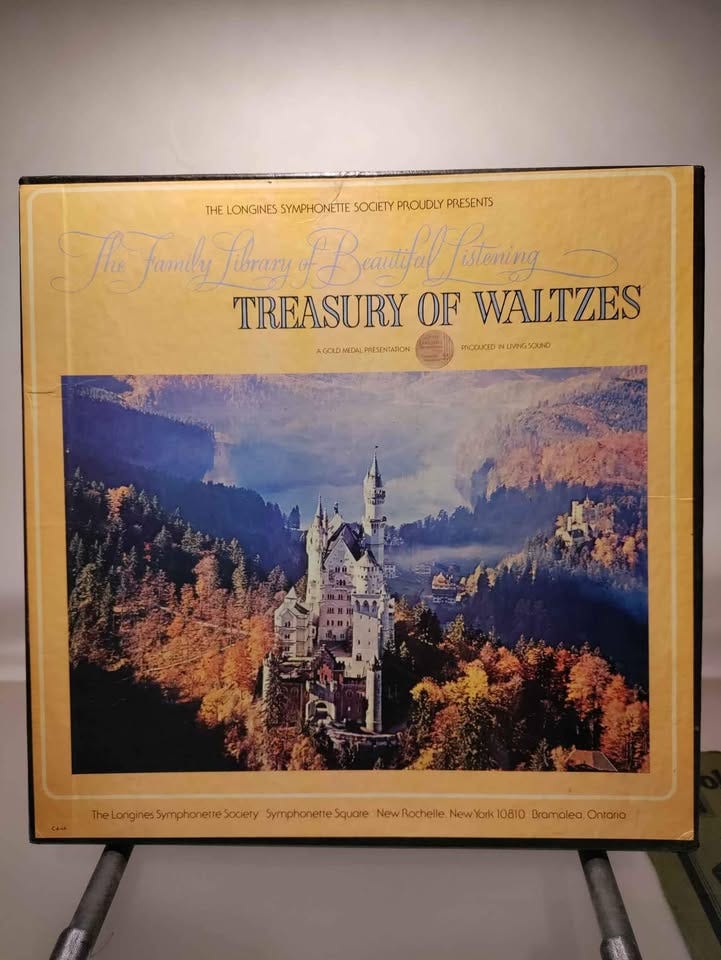 THE LONGINES SYMPHONETTE SOCIETY PROUDLY PRESENTS
The Family Library of Beautiful Listening
TREASURY OF WALTZES
A GOLD MEDAL PRESENTATION PRODUCED IN LIVING SOUND
The Longines Symphonette Society Symphonette Square New Rochelle, New York 10810 Bramalea, Ontario